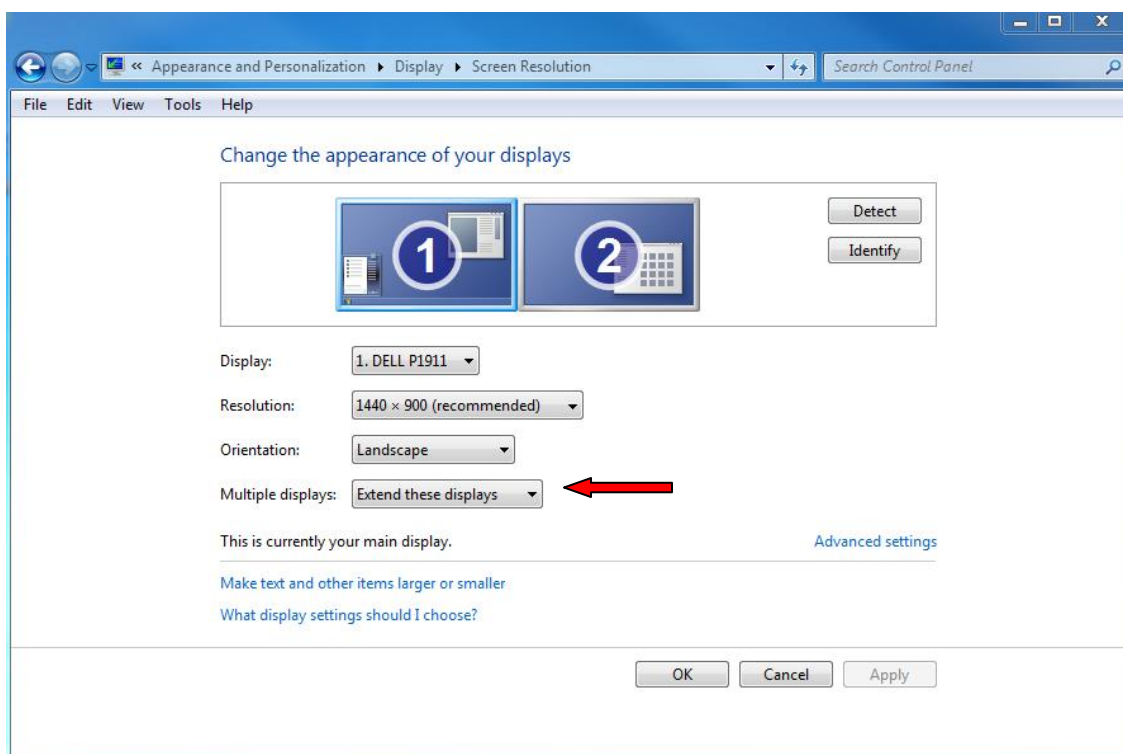 « Appearance and Personalization ▸ Display ▸ Screen Resolution
Search Control Panel
File Edit View Tools Help
Change the appearance of your displays
1
2
Detect
Identify
Display: 1. DELL P1911
Resolution: 1440 × 900 (recommended)
Orientation: Landscape
Multiple displays: Extend these displays
This is currently your main display. Advanced settings
Make text and other items larger or smaller
What display settings should I choose?
OK Cancel Apply